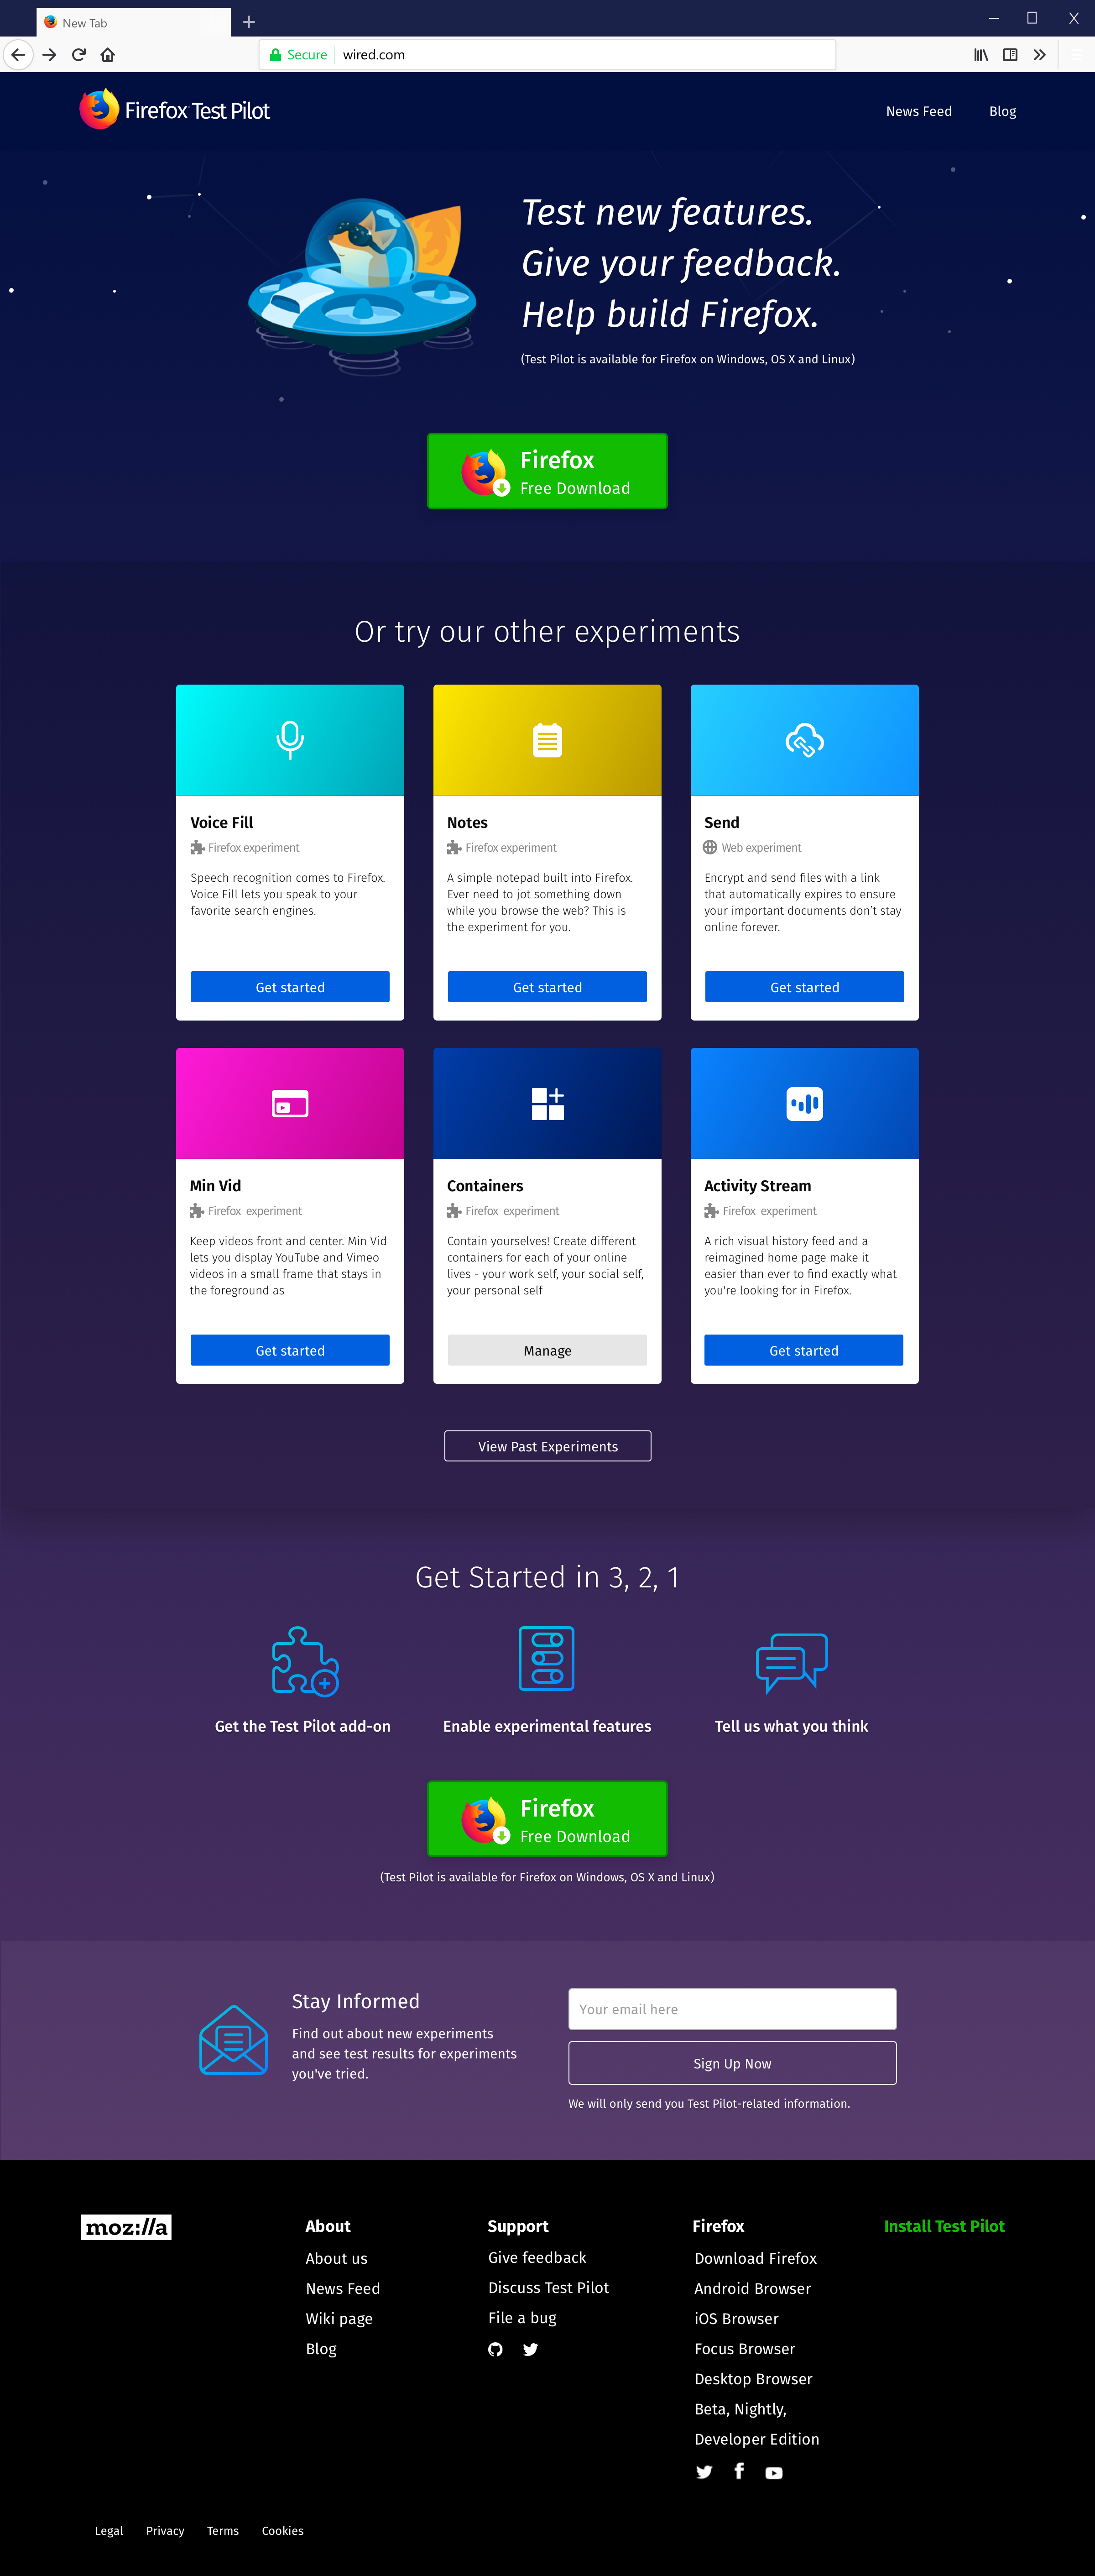 New Tab
Secure wired.com
Firefox Test Pilot
News Feed Blog
Test new features.
Give your feedback.
Help build Firefox.
(Test Pilot is available for Firefox on Windows, OS X and Linux)
Firefox
Free Download
Or try our other experiments
Voice Fill
Firefox experiment
Speech recognition comes to Firefox.
Voice Fill lets you speak to your
favorite search engines.
Get started
Notes
Firefox experiment
A simple notepad built into Firefox.
Ever need to jot something down
while you browse the web? This is
the experiment for you.
Get started
Send
Web experiment
Encrypt and send files with a link
that automatically expires to ensure
your important documents don't stay
online forever.
Get started
Min Vid
Firefox experiment
Keep videos front and center. Min Vid
lets you display YouTube and Vimeo
videos in a small frame that stays in
the foreground as
Get started
Containers
Firefox experiment
Contain yourselves! Create different
containers for each of your online
lives - your work self, your social self,
your personal self
Manage
Activity Stream
Firefox experiment
A rich visual history feed and a
reimagined home page make it
easier than ever to find exactly what
you're looking for in Firefox.
Get started
View Past Experiments
Get Started in 3, 2, 1
Get the Test Pilot add-on
Enable experimental features
Tell us what you think
Firefox
Free Download
(Test Pilot is available for Firefox on Windows, OS X and Linux)
Stay Informed
Find out about new experiments
and see test results for experiments
you've tried.
Your email here
Sign Up Now
We will only send you Test Pilot-related information.
moz://a
About
About us
News Feed
Wiki page
Blog
Support
Give feedback
Discuss Test Pilot
File a bug
Firefox
Download Firefox
Android Browser
iOS Browser
Focus Browser
Desktop Browser
Beta, Nightly,
Developer Edition
Install Test Pilot
Legal Privacy Terms Cookies